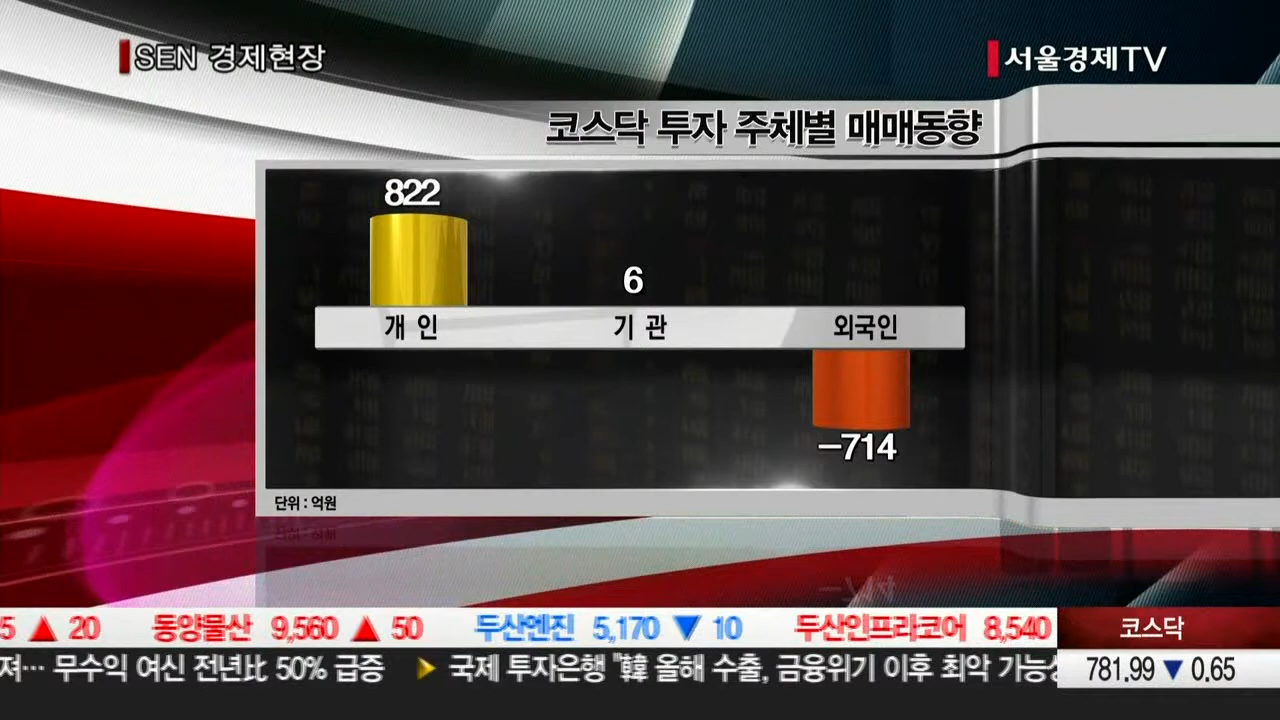 SEN 경제현장
서울경제TV
코스닥 투자 주체별 매매동향
822
6
개 인
기 관
외국인
-714
단위 : 억원
5 ▲ 20 동양물산 9,560 ▲ 50 두산엔진 5,170 ▼ 10 두산인프라코어 8,540
코스닥
져… 무수익 여신 전년比 50% 급증 ▶ 국제 투자은행 "韓 올해 수출, 금융위기 이후 최악 가능
781.99 ▼ 0.65